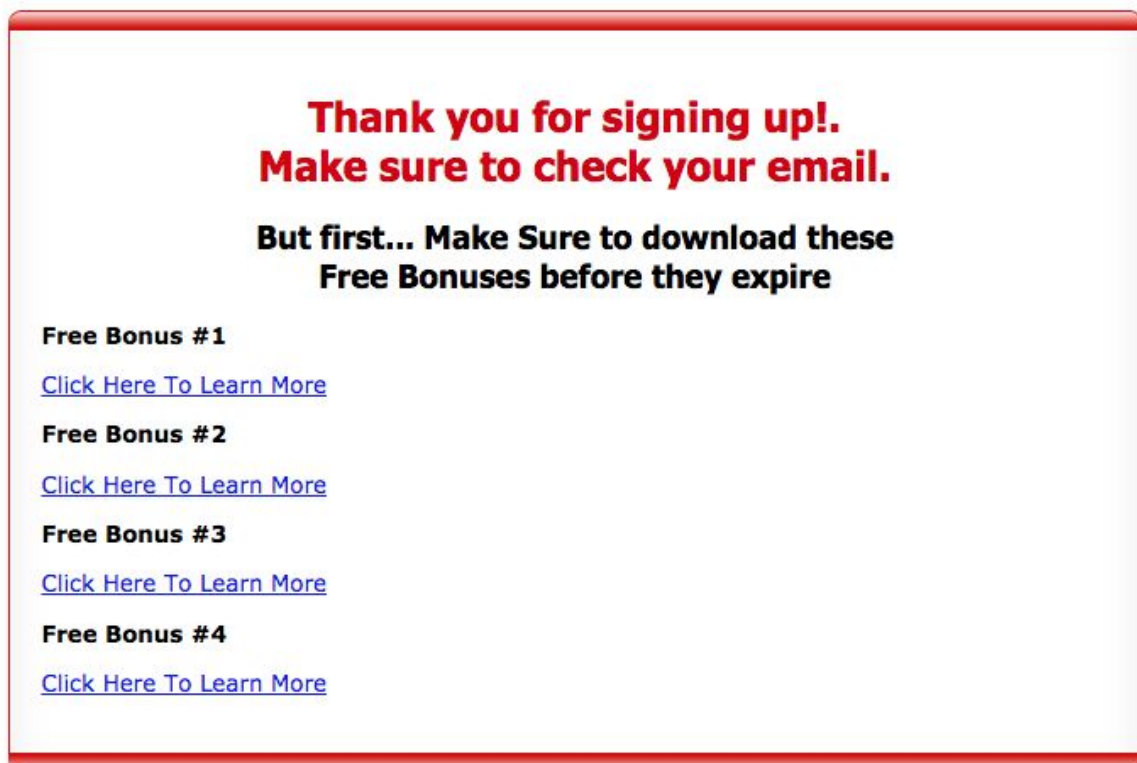 Thank you for signing up!.
Make sure to check your email.
But first... Make Sure to download these
Free Bonuses before they expire
Free Bonus #1
Click Here To Learn More
Free Bonus #2
Click Here To Learn More
Free Bonus #3
Click Here To Learn More
Free Bonus #4
Click Here To Learn More